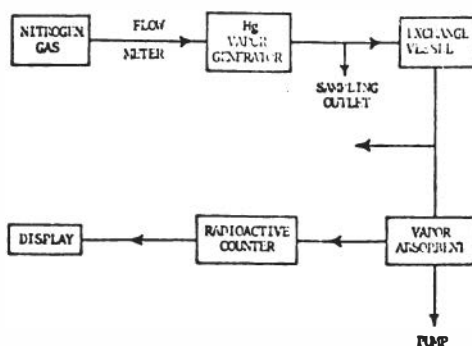 NITROGEN
GAS
FLOW
METER
Hg
VAPOR
GENERATOR
SAMPLING
OUTLET
EXCHANGE
VESSEL
DISPLAY
RADIOACTIVE
COUNTER
VAPOR
ABSORBENT
PUMP